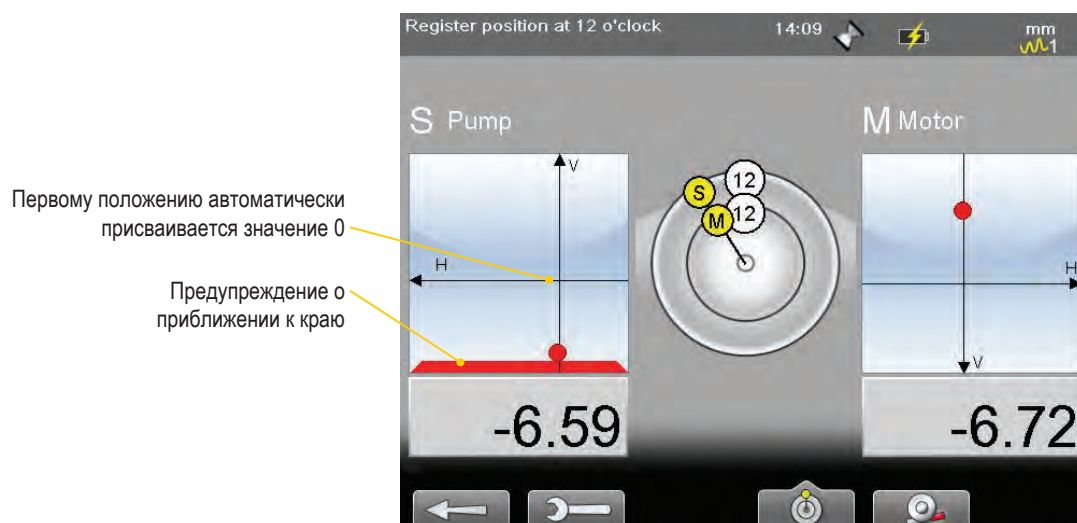 Register position at 12 o'clock
14:09
mm
1
S Pump
M Motor
V
H
Первому положению автоматически
присваивается значение 0
Предупреждение о
приближении к краю
S
12
M
12
H
V
-6.59
-6.72